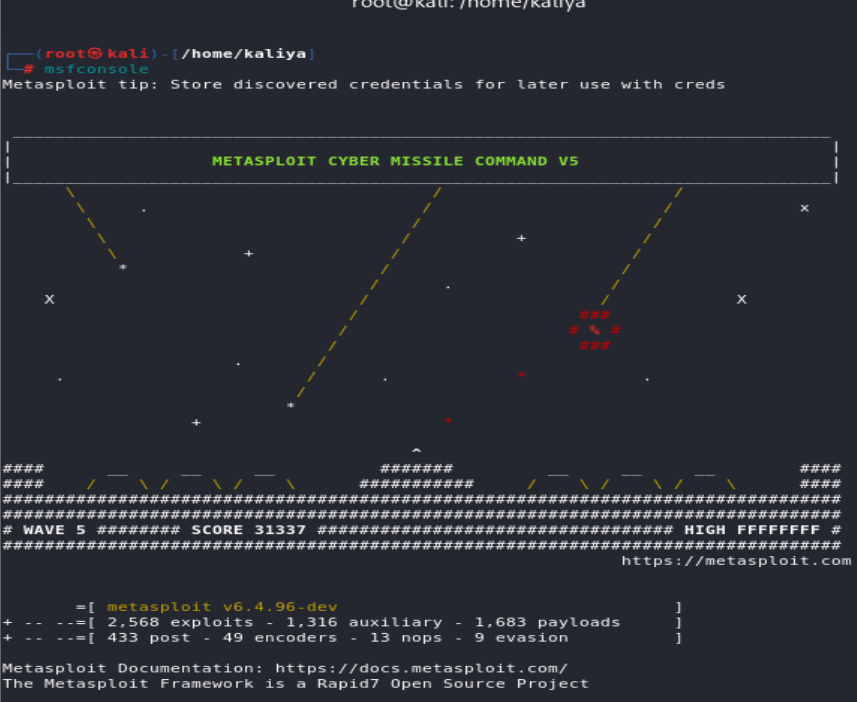 root@kali: /home/kaliya
┌──(root㉿kali)-[/home/kaliya]
└─# msfconsole
Metasploit tip: Store discovered credentials for later use with creds
METASPLOIT CYBER MISSILE COMMAND V5
# WAVE 5 ######## SCORE 31337 ################################## HIGH FFFFFFFF #
https://metasploit.com
=[ metasploit v6.4.96-dev ]
+ -- --=[ 2,568 exploits - 1,316 auxiliary - 1,683 payloads ]
+ -- --=[ 433 post - 49 encoders - 13 nops - 9 evasion ]
Metasploit Documentation: https://docs.metasploit.com/
The Metasploit Framework is a Rapid7 Open Source Project